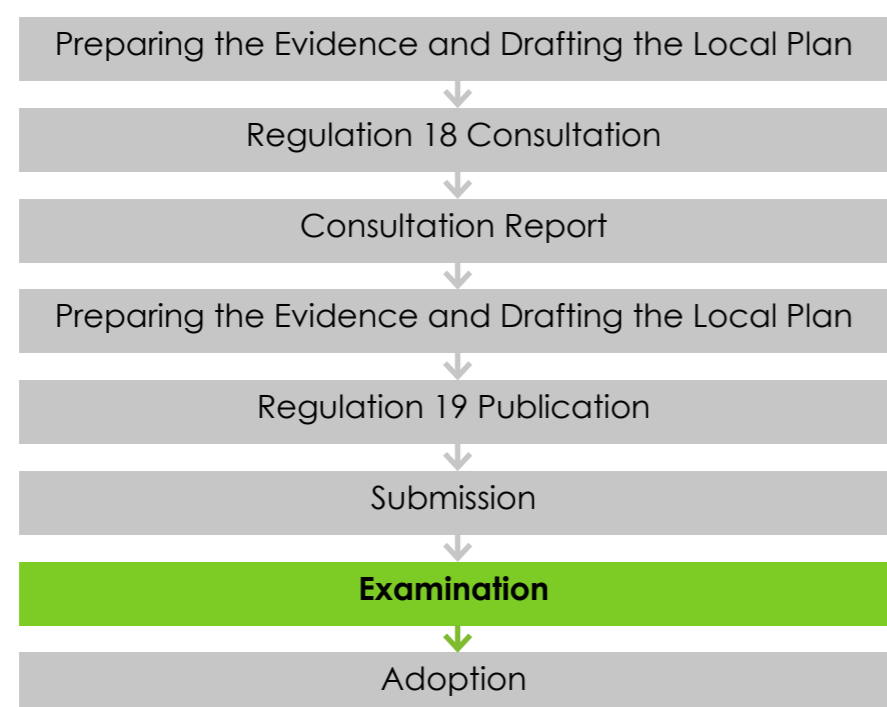 Preparing the Evidence and Drafting the Local Plan
Regulation 18 Consultation
Consultation Report
Preparing the Evidence and Drafting the Local Plan
Regulation 19 Publication
Submission
Examination
Adoption